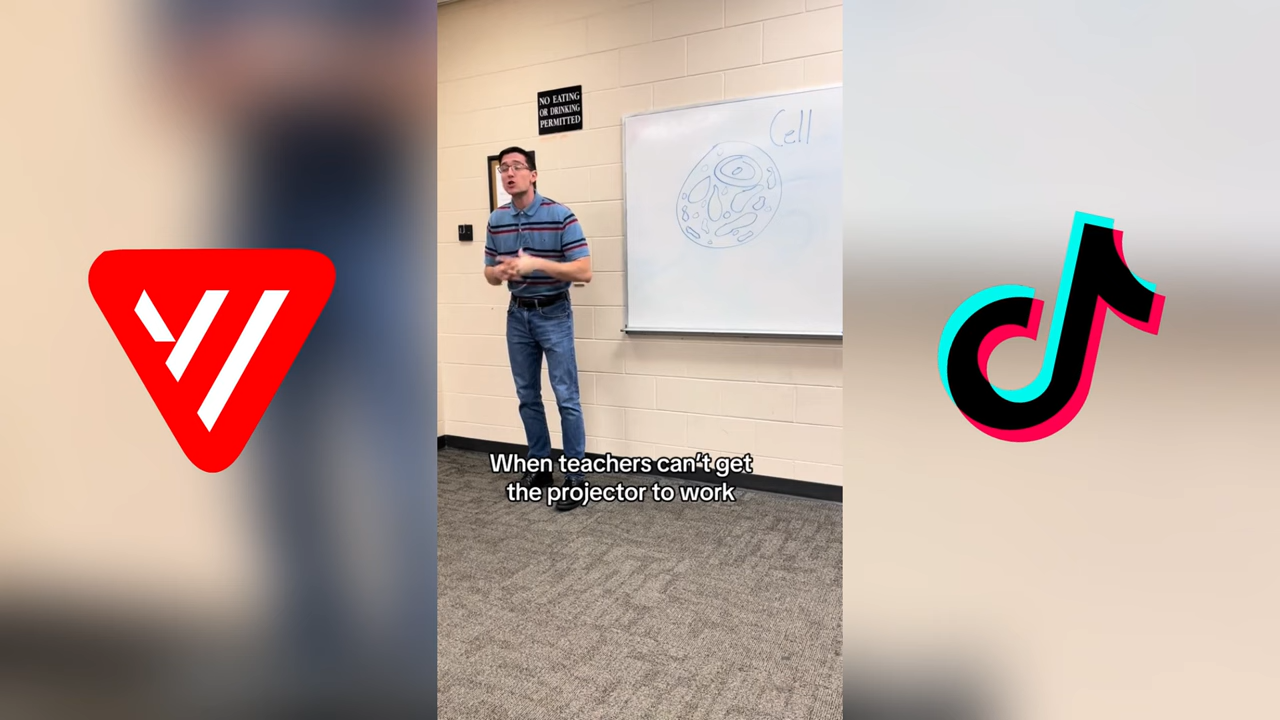 NO EATING
OR DRINKING
PERMITTED
Cell
When teachers can't get
the projector to work